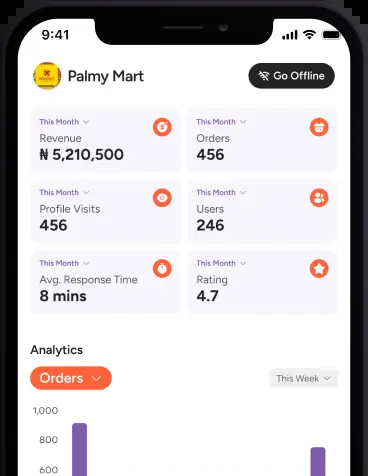 9:41
Palmy Mart
Go Offline
This Month
Revenue
₦ 5,210,500
This Month
Orders
456
This Month
Profile Visits
456
This Month
Users
246
This Month
Avg. Response Time
8 mins
This Month
Rating
4.7
Analytics
Orders
This Week
1,000
800
600